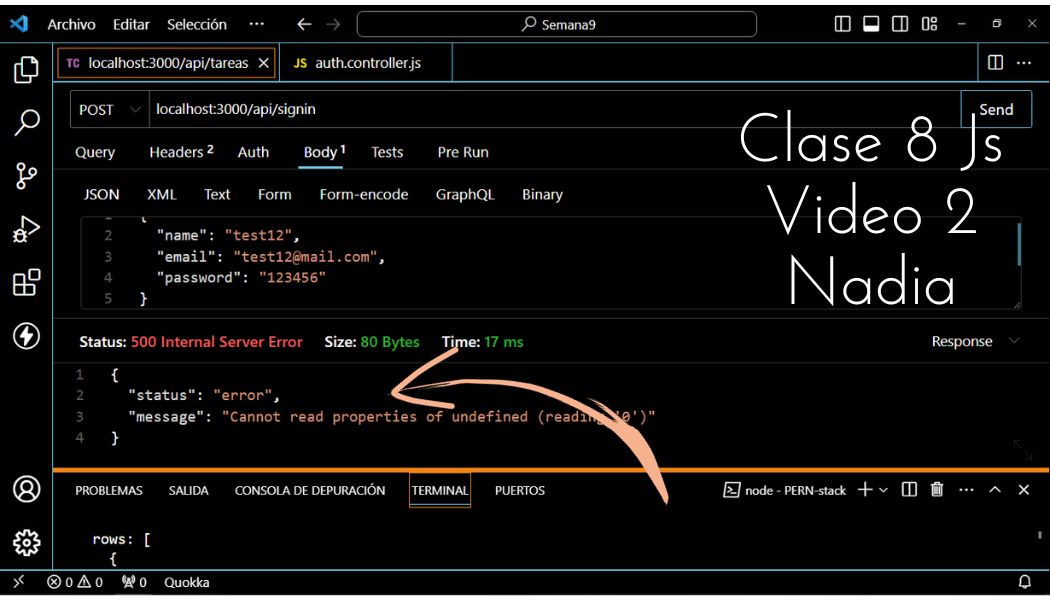 Archivo Editar Selección ··· Semana9
TC localhost:3000/api/tareas JS auth.controller.js
POST localhost:3000/api/signin Send
Query Headers 2 Auth Body 1 Tests Pre Run
JSON XML Text Form Form-encode GraphQL Binary
Clase 8 Js
Video 2
Nadia
2 "name": "test12",
3 "email": "test12@mail.com",
4 "password": "123456"
5 }
Status: 500 Internal Server Error Size: 80 Bytes Time: 17 ms Response
1 {
2 "status": "error",
3 "message": "Cannot read properties of undefined (reading '0')"
4 }
PROBLEMAS SALIDA CONSOLA DE DEPURACIÓN TERMINAL PUERTOS node - PERN-stack
rows: [
{
0 0 0 Quokka